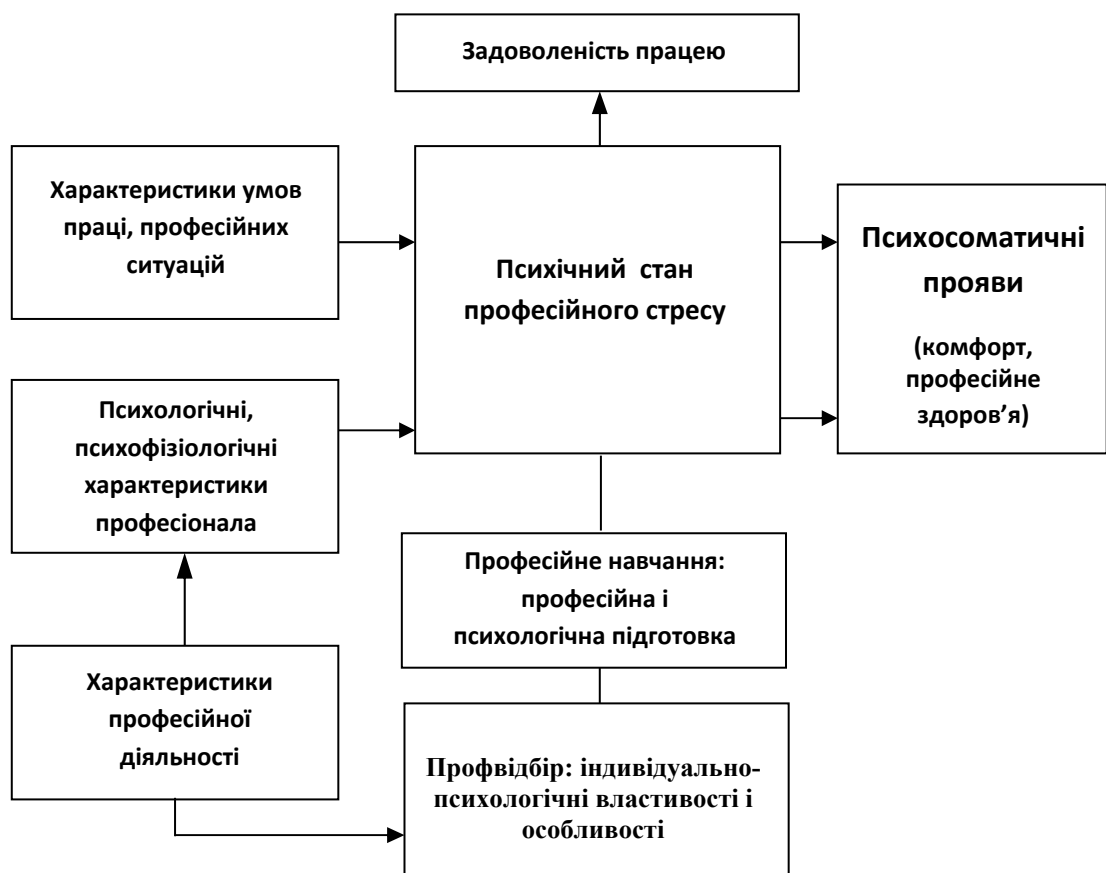 Задоволеність працею
Характеристики умов
праці, професійних
ситуацій
Психічний стан
професійного стресу
Психосоматичні
прояви
(комфорт,
професійне
здоров’я)
Психологічні,
психофізіологічні
характеристики
професіонала
Професійне навчання:
професійна і
психологічна підготовка
Характеристики
професійної
діяльності
Профвідбір: індивідуально-
психологічні властивості і
особливості